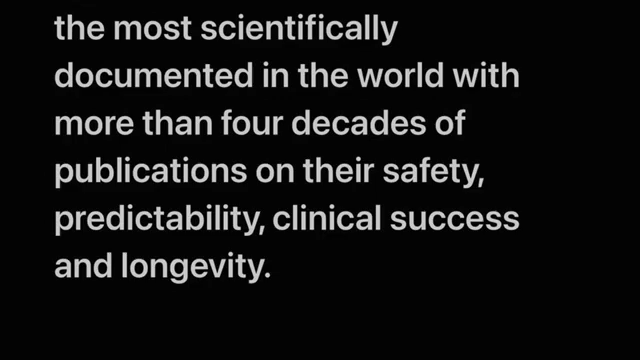 the most scientifically
documented in the world with
more than four decades of
publications on their safety,
predictability, clinical success
and longevity.